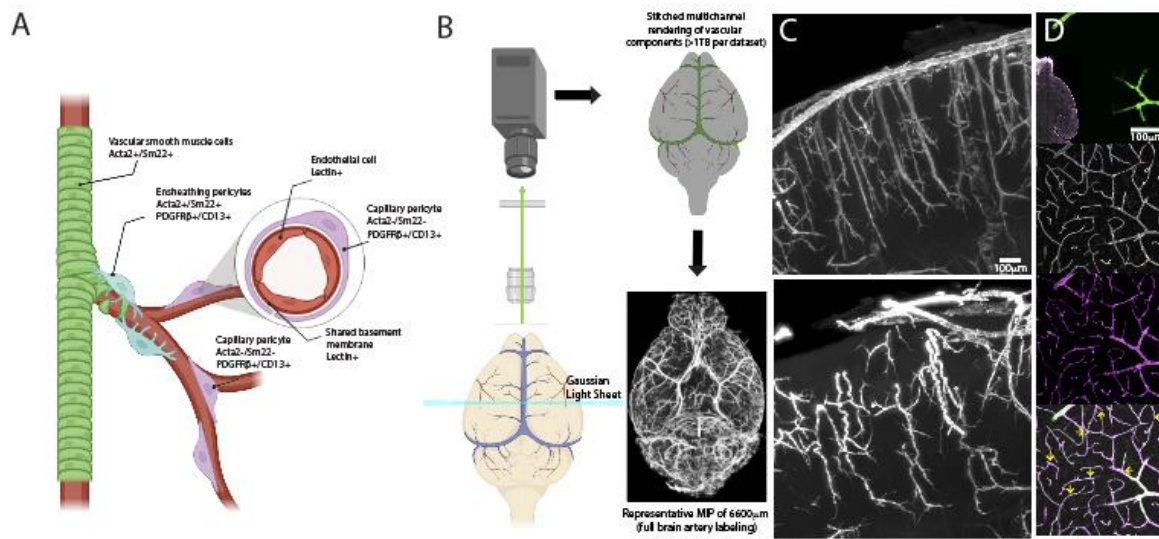 A
Vascular smooth muscle cells
Acta2+/Sm22+
Ensheathing pericytes
Acta2+/Sm22+
PDGFRβ+/CD13+
Endothelial cell
Lectin+
Capillary pericyte
Acta2-/Sm22-
PDGFRβ+/CD13+
Shared basement
membrane
Lectin+
Capillary pericyte
Acta2-/Sm22-
PDGFRβ+/CD13+
B
Stitched multichannel
rendering of vascular
components (>1TB per dataset)
Gaussian
Light Sheet
Representative MIP of 6600μm
(full brain artery labeling)
C
100μm
D
100μm